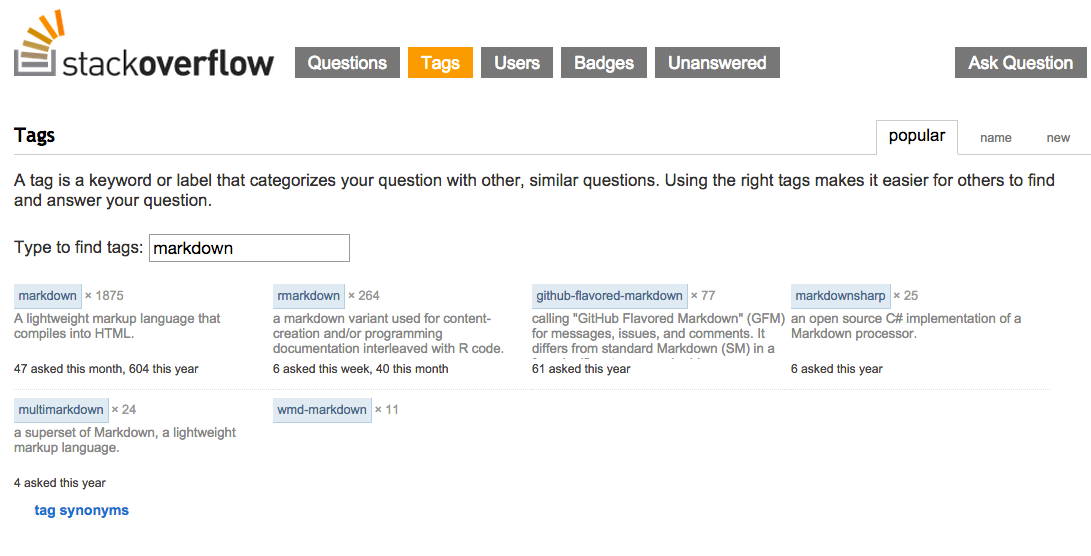 stackoverflow
Questions Tags Users Badges Unanswered Ask Question
Tags
popular name new
A tag is a keyword or label that categorizes your question with other, similar questions. Using the right tags makes it easier for others to find
and answer your question.
Type to find tags: markdown
markdown × 1875
A lightweight markup language that
compiles into HTML.
47 asked this month, 604 this year
rmarkdown × 264
a markdown variant used for content-
creation and/or programming
documentation interleaved with R code.
6 asked this week, 40 this month
github-flavored-markdown × 77
calling "GitHub Flavored Markdown" (GFM)
for messages, issues, and comments. It
differs from standard Markdown (SM) in a
61 asked this year
markdownsharp × 25
an open source C# implementation of a
Markdown processor.
6 asked this year
multimarkdown × 24
a superset of Markdown, a lightweight
markup language.
4 asked this year
wmd-markdown × 11
tag synonyms